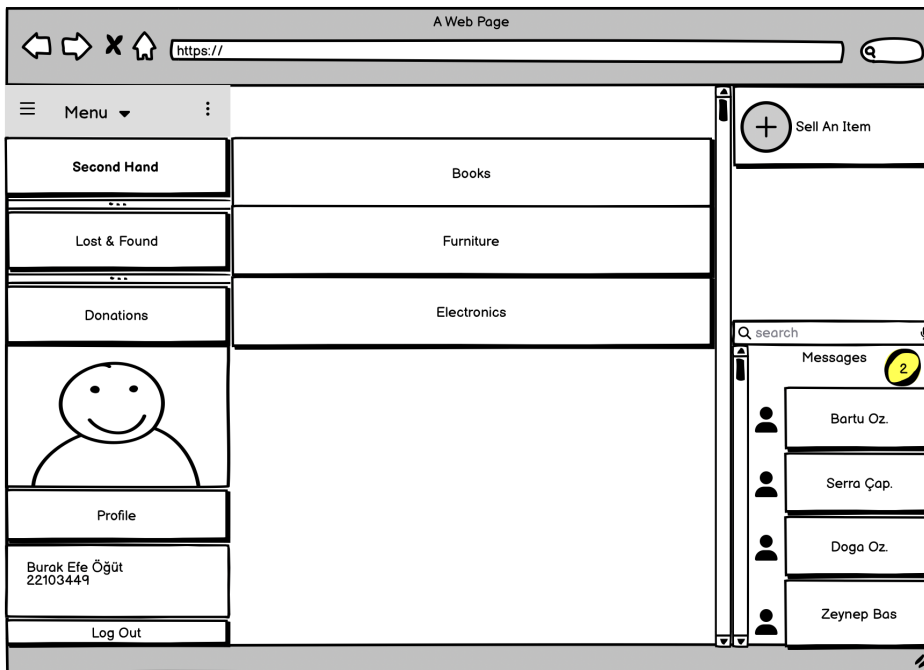 A Web Page
https://
Menu
Second Hand
Lost & Found
Donations
Profile
Burak Efe Öğüt
22103449
Log Out
Books
Furniture
Electronics
Sell An Item
search
Messages
2
Bartu Oz.
Serra Çap.
Doga Oz.
Zeynep Bas